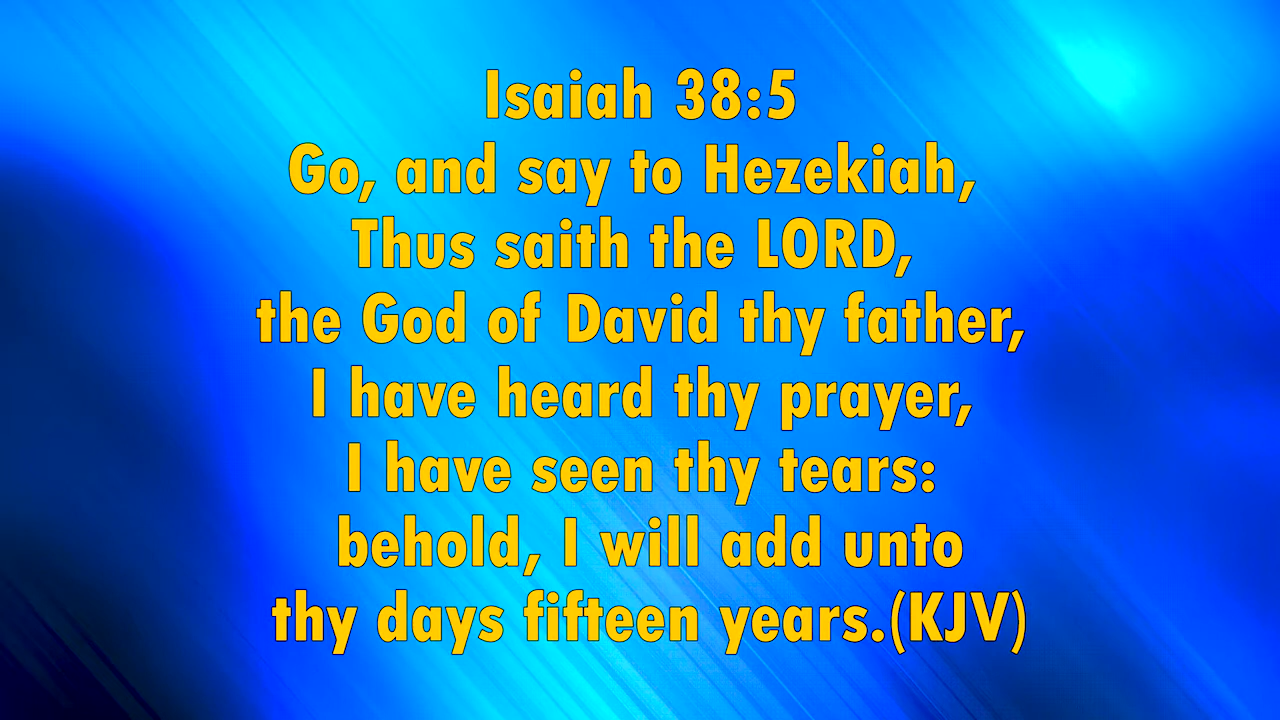 Isaiah 38:5
Go, and say to Hezekiah,
Thus saith the LORD,
the God of David thy father,
I have heard thy prayer,
I have seen thy tears:
behold, I will add unto
thy days fifteen years.(KJV)